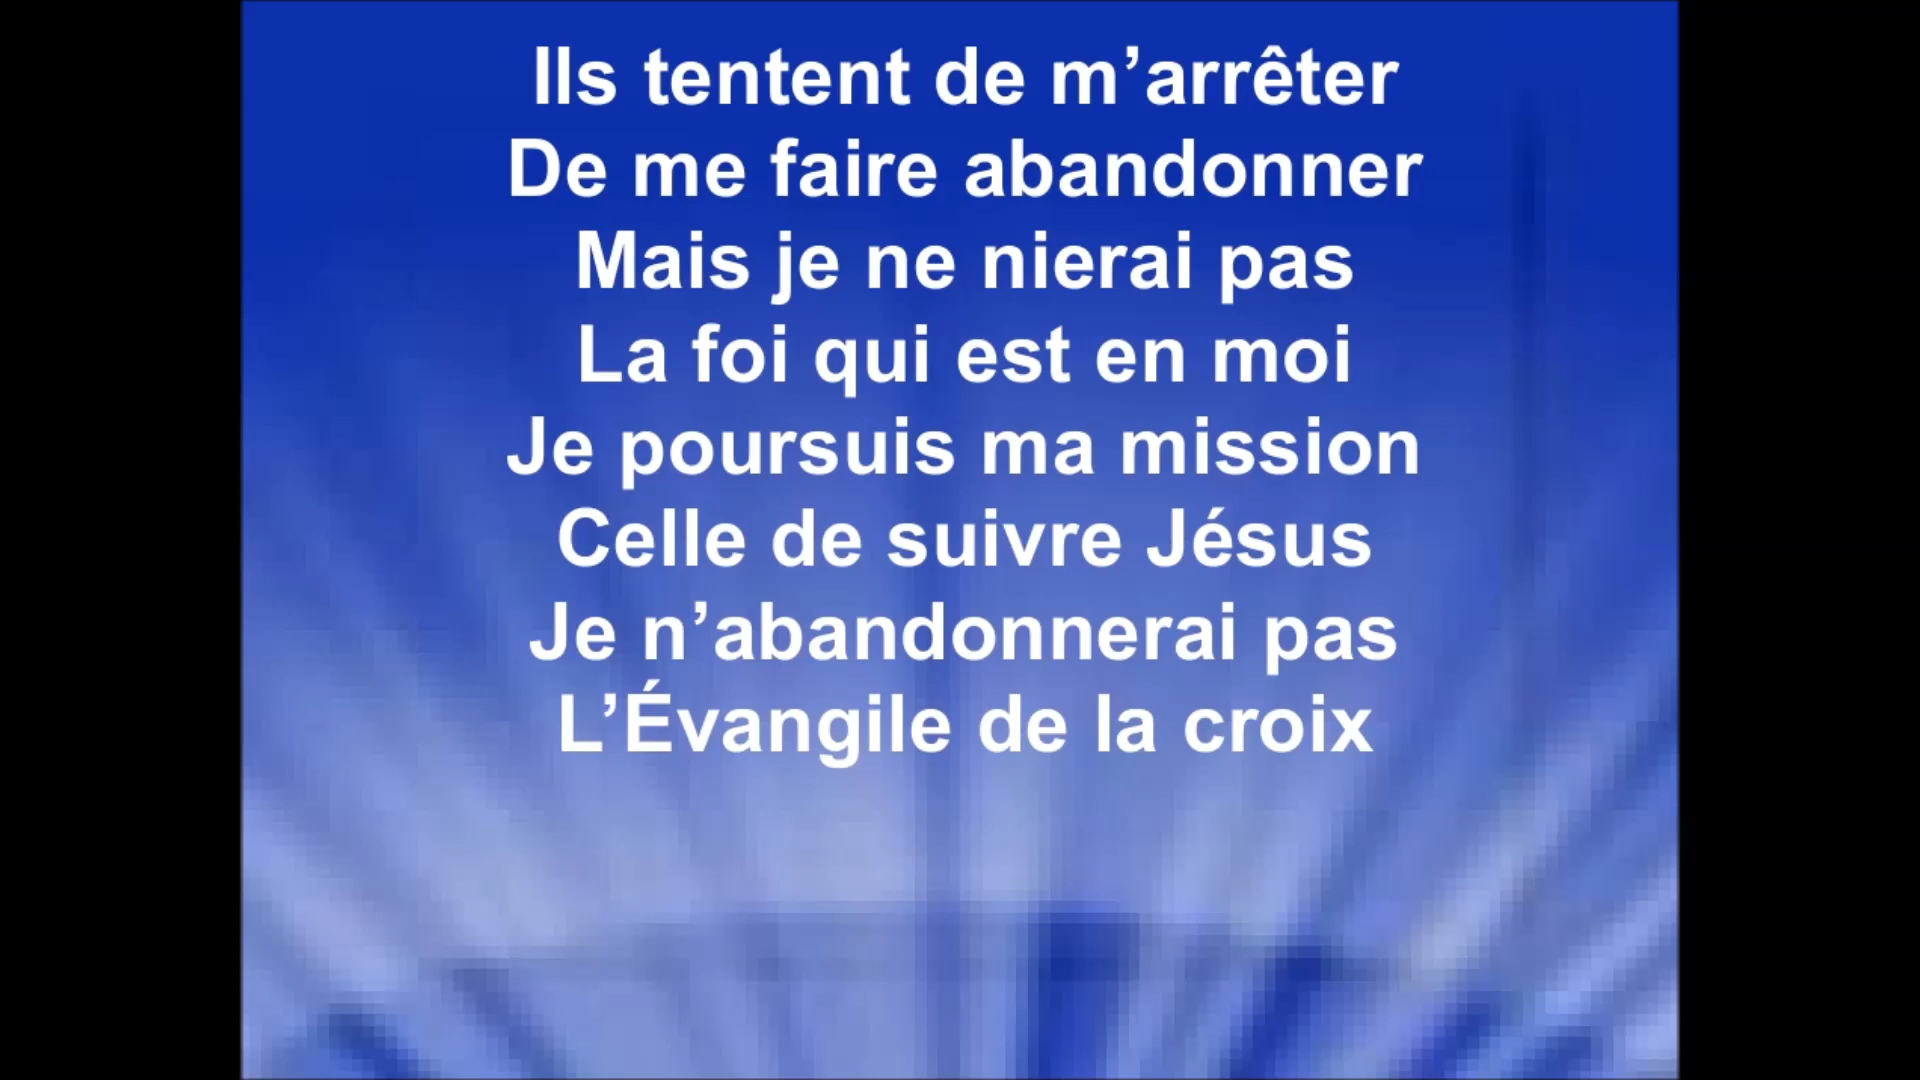 Ils tentent de m’arrêter
De me faire abandonner
Mais je ne nierai pas
La foi qui est en moi
Je poursuis ma mission
Celle de suivre Jésus
Je n’abandonnerai pas
L’Évangile de la croix